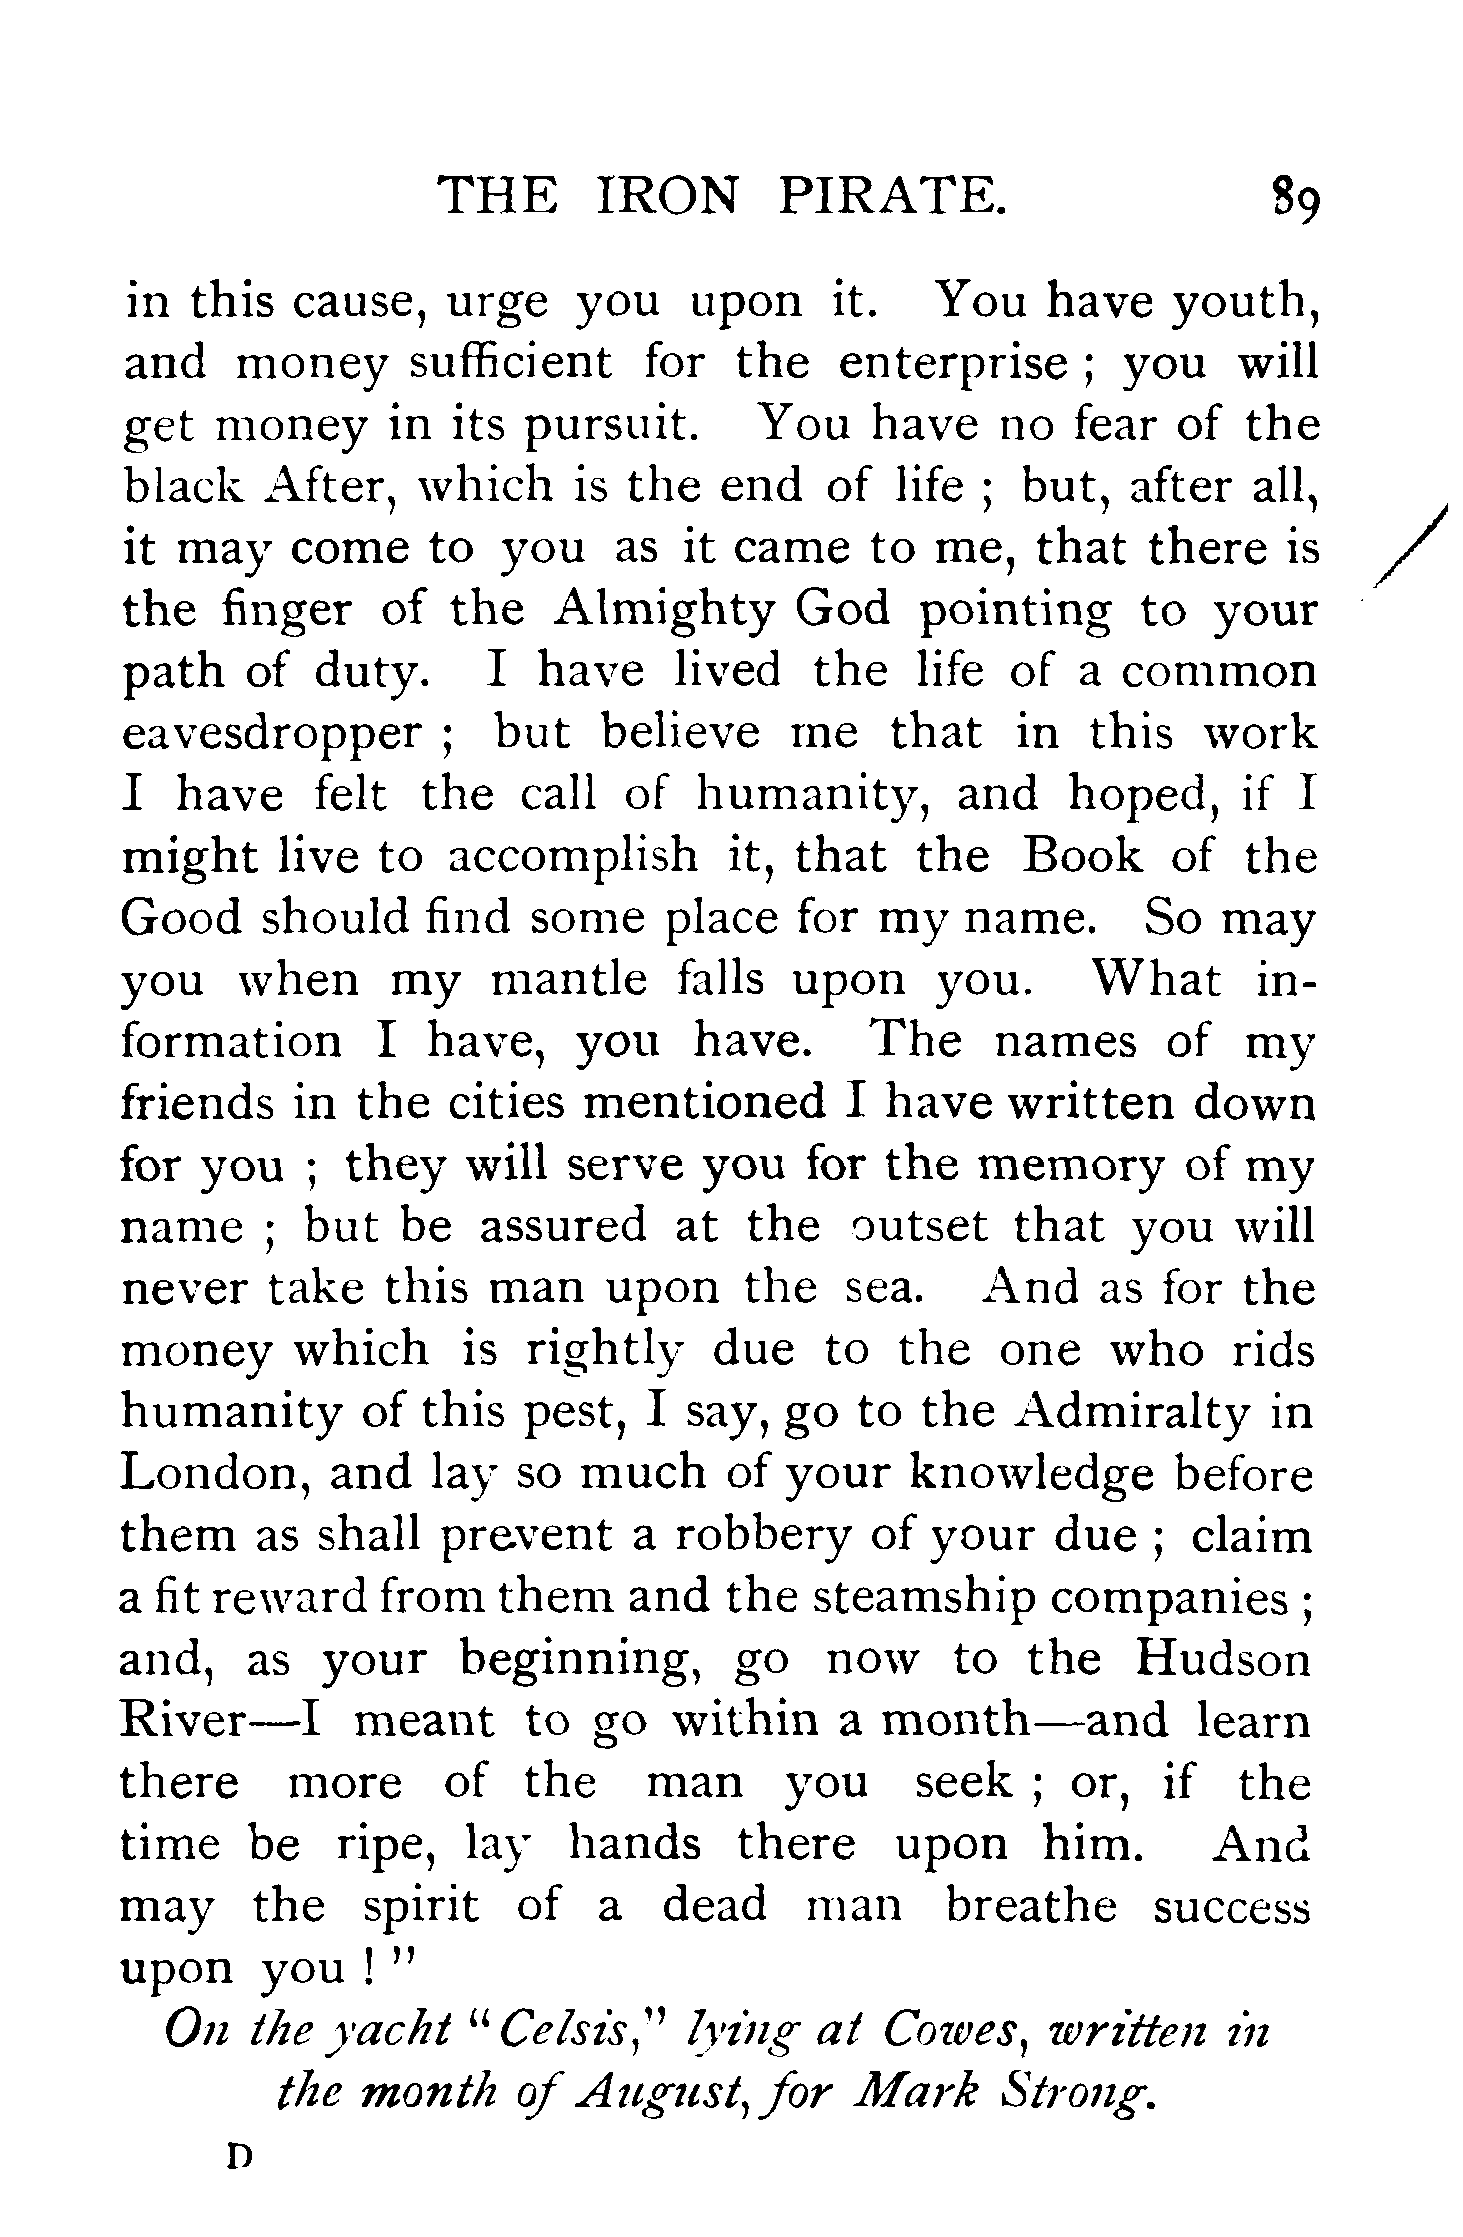 THE IRON PIRATE. 89
in this cause, urge you upon it. You have youth,
and money sufficient for the enterprise ; you will
get money in its pursuit. You have no fear of the
black After, which is the end of life ; but, after all,
it may come to you as it came to me, that there is
the finger of the Almighty God pointing to your
path of duty. I have lived the life of a common
eavesdropper ; but believe me that in this work
I have felt the call of humanity, and hoped, if I
might live to accomplish it, that the Book of the
Good should find some place for my name. So may
you when my mantle falls upon you. What in-
formation I have, you have. The names of my
friends in the cities mentioned I have written down
for you ; they will serve you for the memory of my
name ; but be assured at the outset that you will
never take this man upon the sea. And as for the
money which is rightly due to the one who rids
humanity of this pest, I say, go to the Admiralty in
London, and lay so much of your knowledge before
them as shall prevent a robbery of your due ; claim
a fit reward from them and the steamship companies ;
and, as your beginning, go now to the Hudson
River—I meant to go within a month—and learn
there more of the man you seek ; or, if the
time be ripe, lay hands there upon him. And
may the spirit of a dead man breathe success
upon you ! "
On the yacht "Celsis," lying at Cowes, written in
the month of August, for Mark Strong.
D